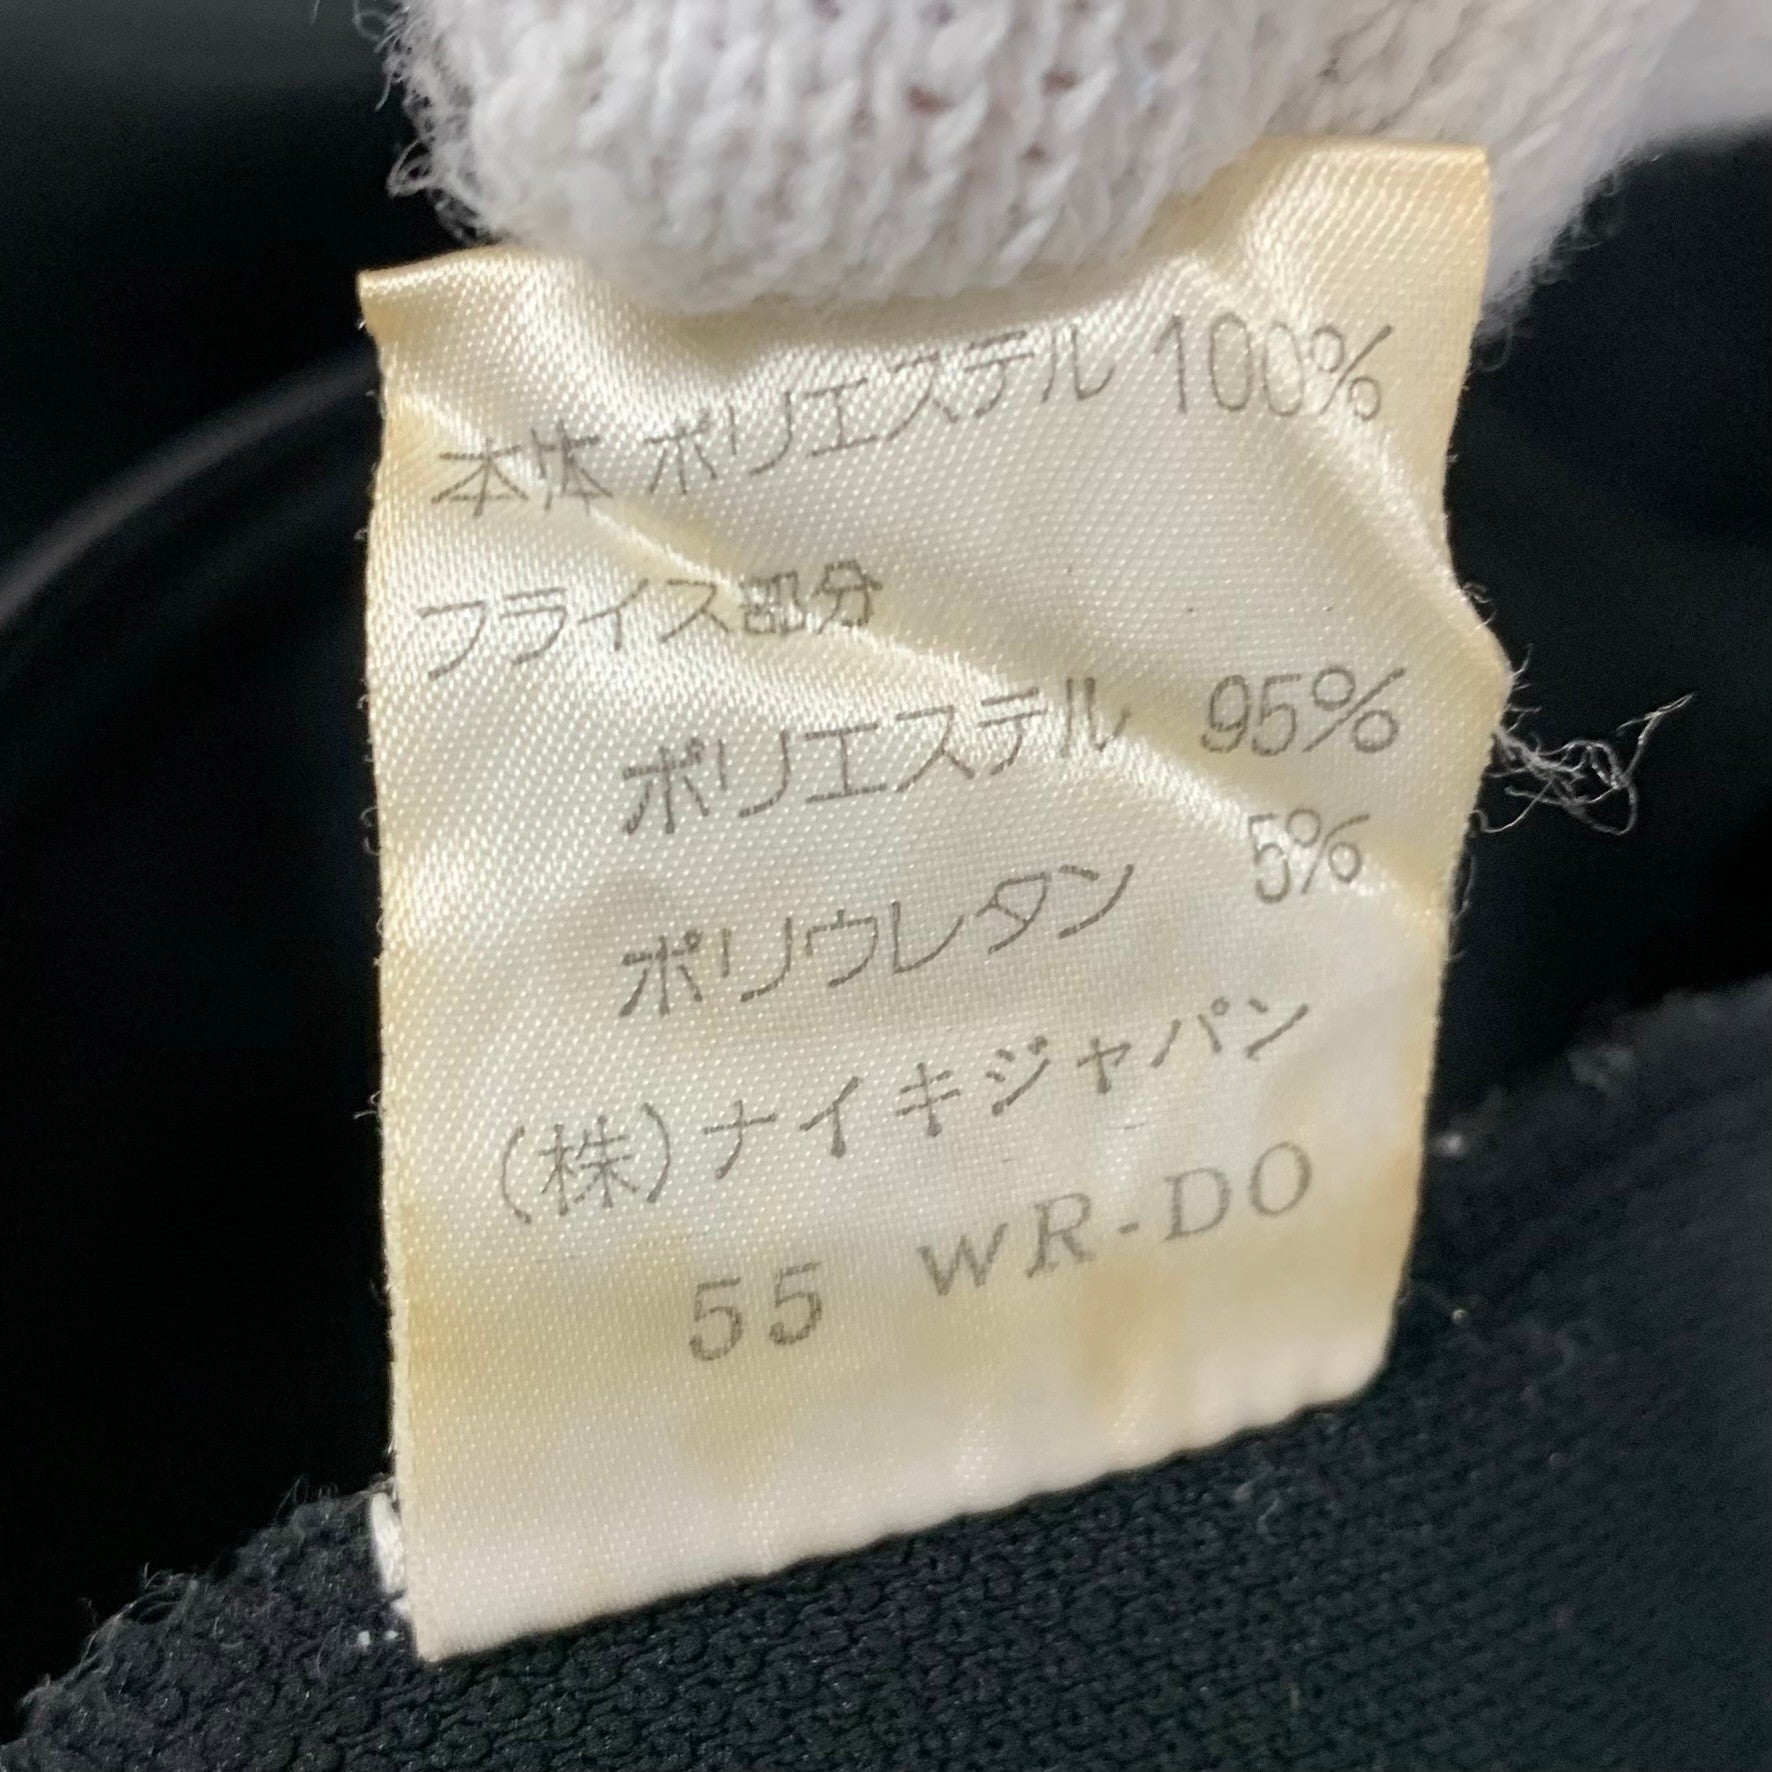 本体 ポリエステル 100%
フライス部分
ポリエステル 95%
ポリウレタン 5%
(株)ナイキジャパン
55 WR-DO